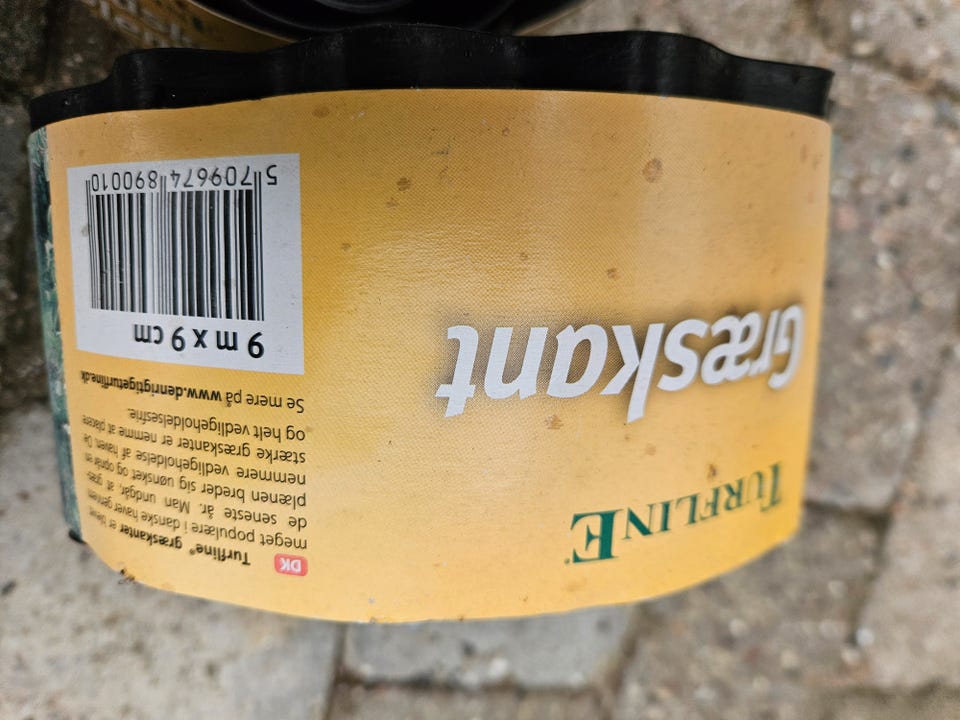 TURFLINE
Græskant
DK
Turfline® græskanter er blevet
meget populære i danske haver gennem
de seneste år. Man undgår, at græs-
plænen breder sig uønsket og opnår en
nemmere vedligeholdelse af haven. De
stærke græskanter er nemme at placere
og helt vedligeholdelsesfrie.
Se mere på www.denrigtigeturfline.dk
9 m x 9 cm
5 709674 890010